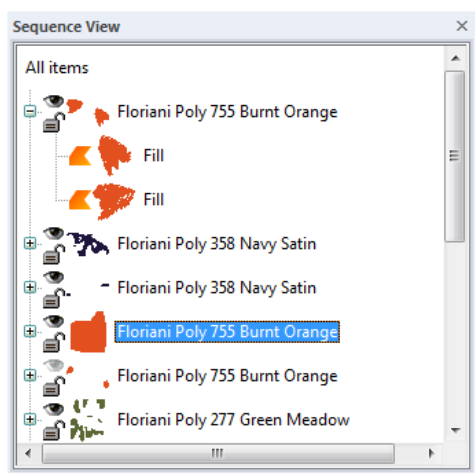 Sequence View
All items
Floriani Poly 755 Burnt Orange
Fill
Fill
Floriani Poly 358 Navy Satin
Floriani Poly 358 Navy Satin
Floriani Poly 755 Burnt Orange
Floriani Poly 755 Burnt Orange
Floriani Poly 277 Green Meadow